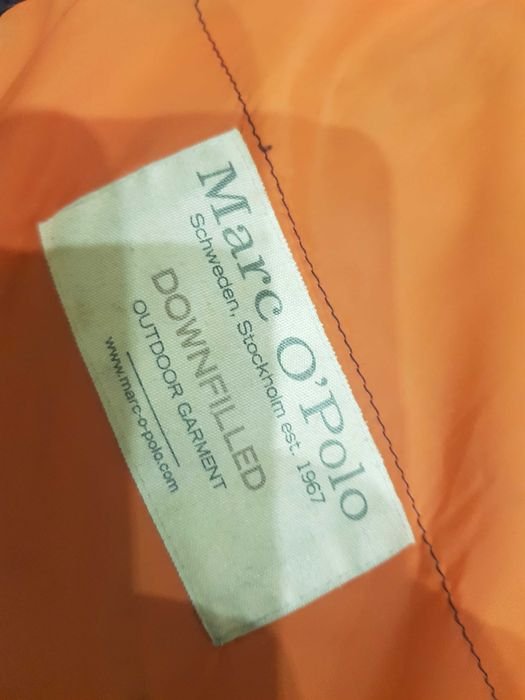 Marc O'Polo
Schweden, Stockholm est. 1967
DOWNFILLED
OUTDOOR GARMENT
www.marc-o-polo.com